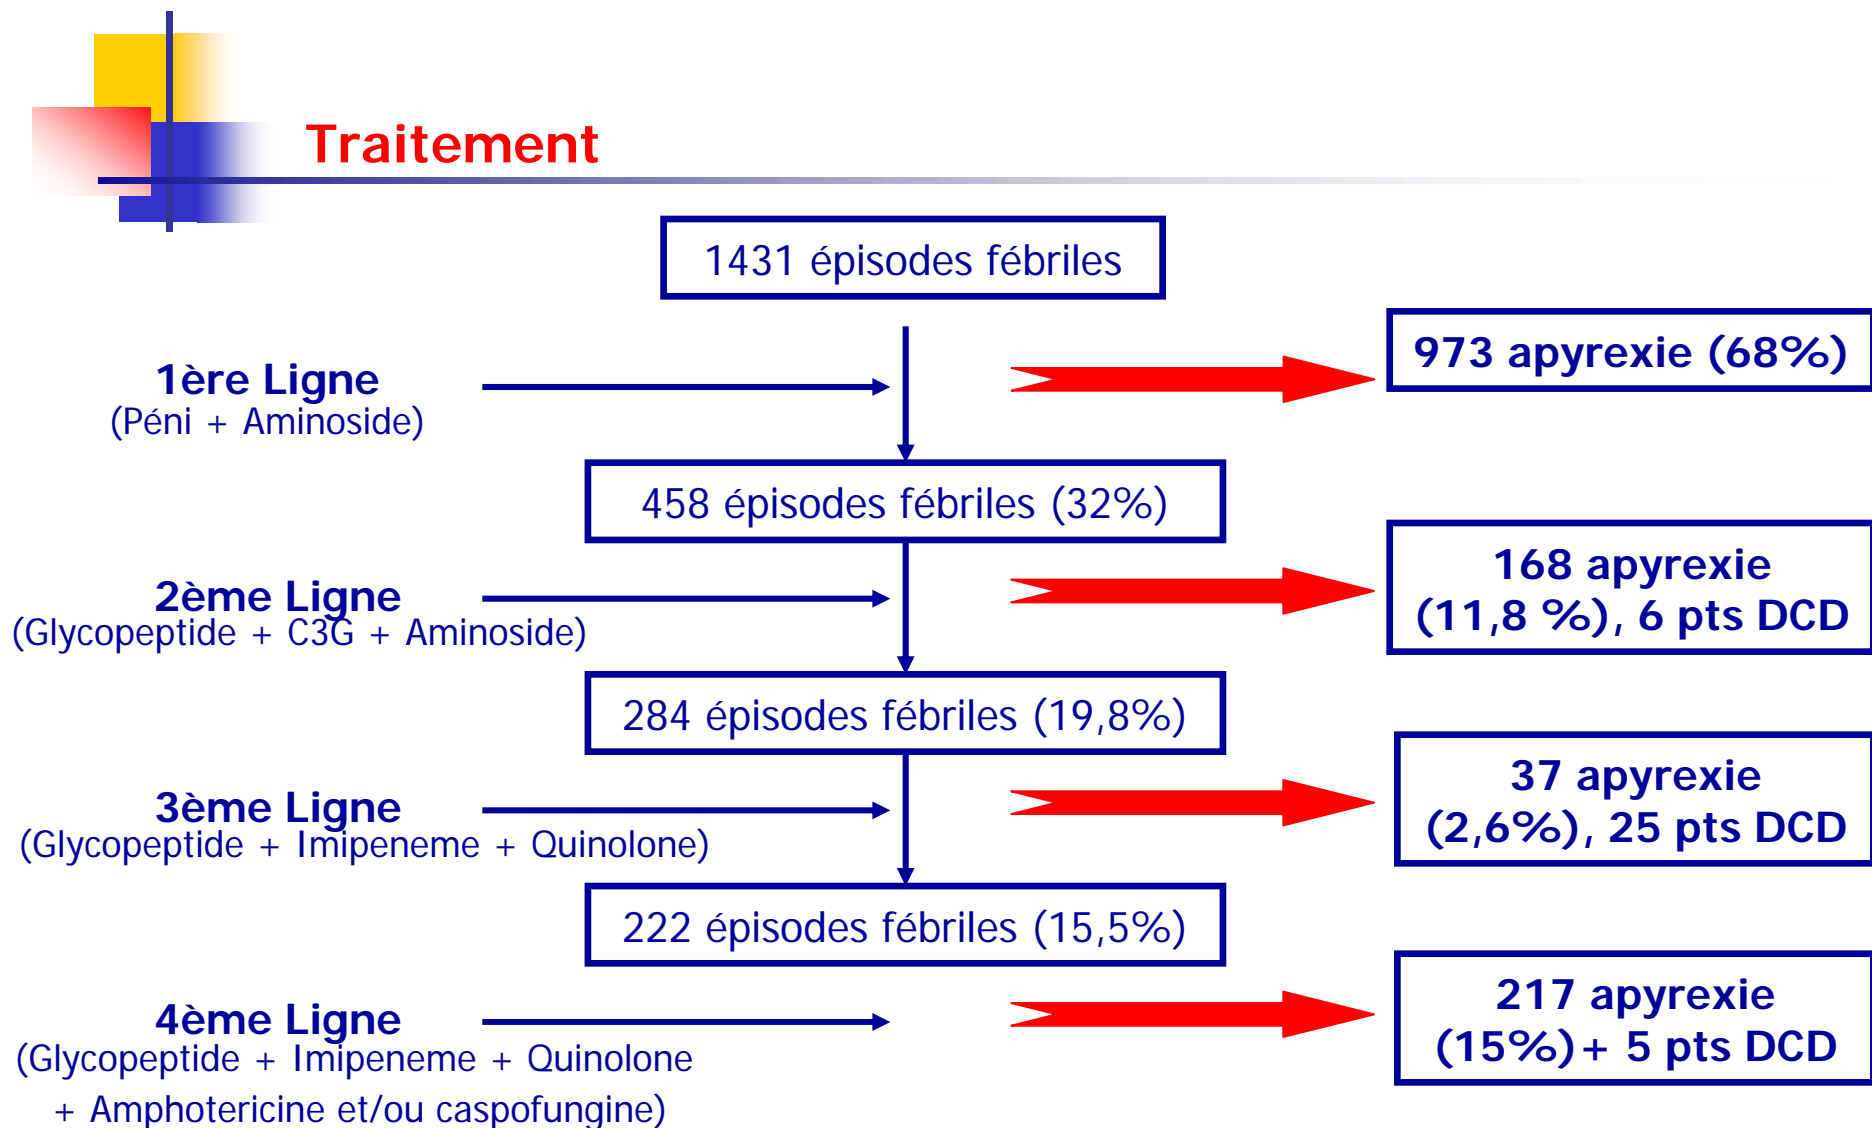 Traitement
1431 épisodes fébriles
1ère Ligne
(Péni + Aminoside)
973 apyrexie (68%)
458 épisodes fébriles (32%)
2ème Ligne
(Glycopeptide + C3G + Aminoside)
168 apyrexie
(11,8 %), 6 pts DCD
284 épisodes fébriles (19,8%)
3ème Ligne
(Glycopeptide + Imipeneme + Quinolone)
37 apyrexie
(2,6%), 25 pts DCD
222 épisodes fébriles (15,5%)
4ème Ligne
(Glycopeptide + Imipeneme + Quinolone
+ Amphotericine et/ou caspofungine)
217 apyrexie
(15%)+ 5 pts DCD